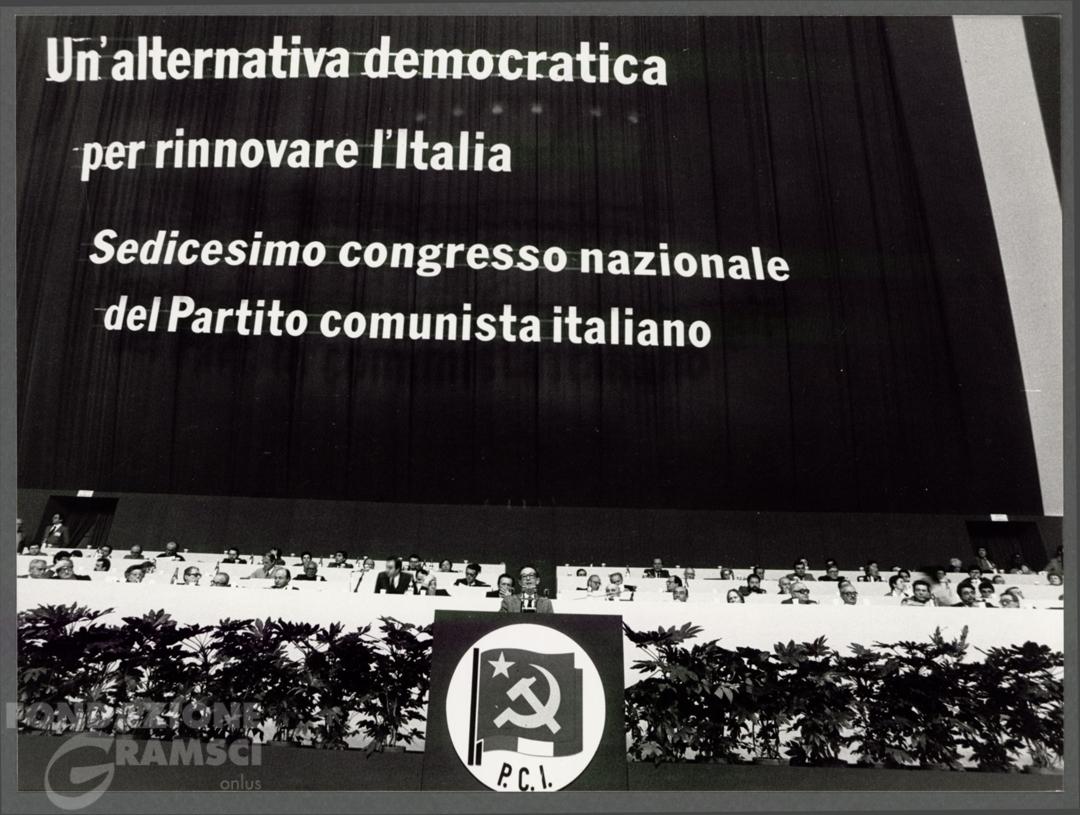 Un'alternativa democratica
per rinnovare l'Italia
Sedicesimo congresso nazionale
del Partito comunista italiano
P.C.I.
FONDAZIONE
GRAMSCI
onlus